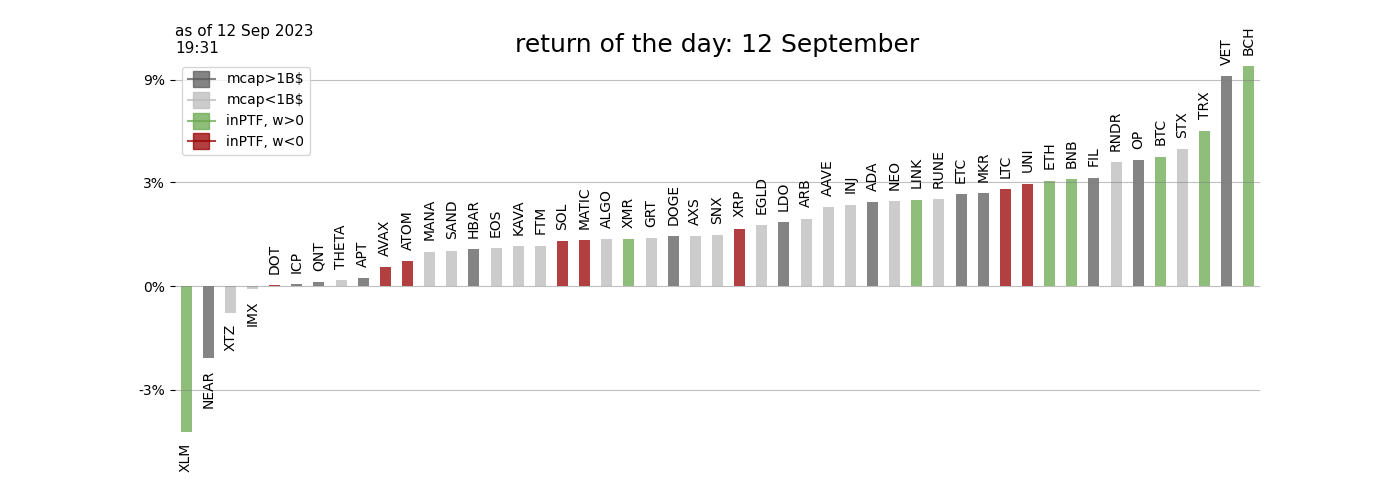 as of 12 Sep 2023
19:31
return of the day: 12 September
mcap>1B$
mcap<1B$
inPTF, w>0
inPTF, w<0
9%
3%
0%
-3%
XLM
NEAR
XTZ
IMX
DOT
ICP
QNT
THETA
APT
AVAX
ATOM
MANA
SAND
HBAR
EOS
KAVA
FTM
SOL
MATIC
ALGO
XMR
GRT
DOGE
AXS
SNX
XRP
EGLD
LDO
ARB
AAVE
INJ
ADA
NEO
LINK
RUNE
ETC
MKR
LTC
UNI
ETH
BNB
FIL
RNDR
OP
BTC
STX
TRX
VET
BCH